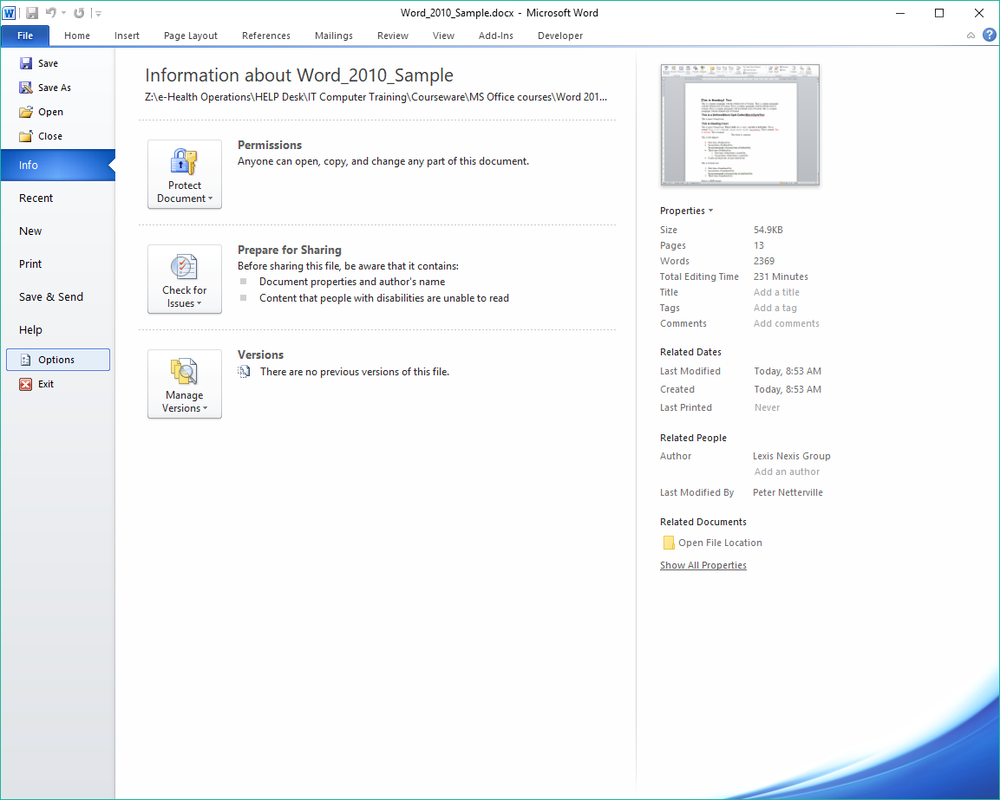 Word_2010_Sample.docx - Microsoft Word
File Home Insert Page Layout References Mailings Review View Add-Ins Developer
Save
Save As
Open
Close
Info
Recent
New
Print
Save & Send
Help
Options
Exit
Information about Word_2010_Sample
Z:\e-Health Operations\HELP Desk\IT Computer Training\Courseware\MS Office courses\Word 201...
Protect
Document
Permissions
Anyone can open, copy, and change any part of this document.
Check for
Issues
Prepare for Sharing
Before sharing this file, be aware that it contains:
Document properties and author's name
Content that people with disabilities are unable to read
Manage
Versions
Versions
There are no previous versions of this file.
Properties
Size 54.9KB
Pages 13
Words 2369
Total Editing Time 231 Minutes
Title Add a title
Tags Add a tag
Comments Add comments
Related Dates
Last Modified Today, 8:53 AM
Created Today, 8:53 AM
Last Printed Never
Related People
Author Lexis Nexis Group
Add an author
Last Modified By Peter Netterville
Related Documents
Open File Location
Show All Properties